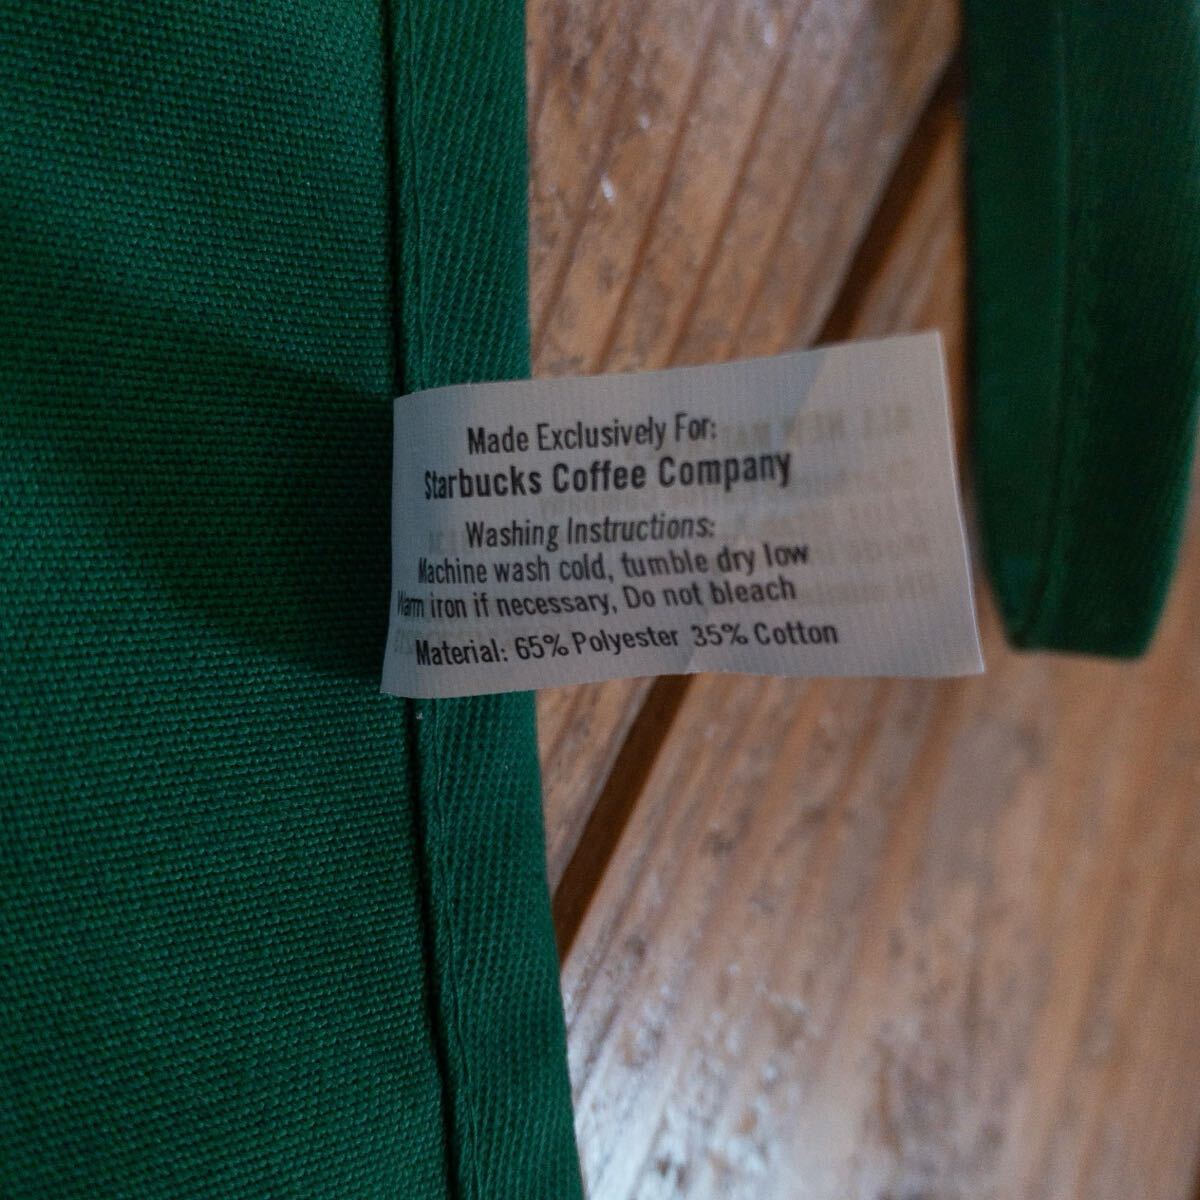 Made Exclusively For:
Starbucks Coffee Company
Washing Instructions:
Machine wash cold, tumble dry low
Warm iron if necessary, Do not bleach
Material: 65% Polyester 35% Cotton